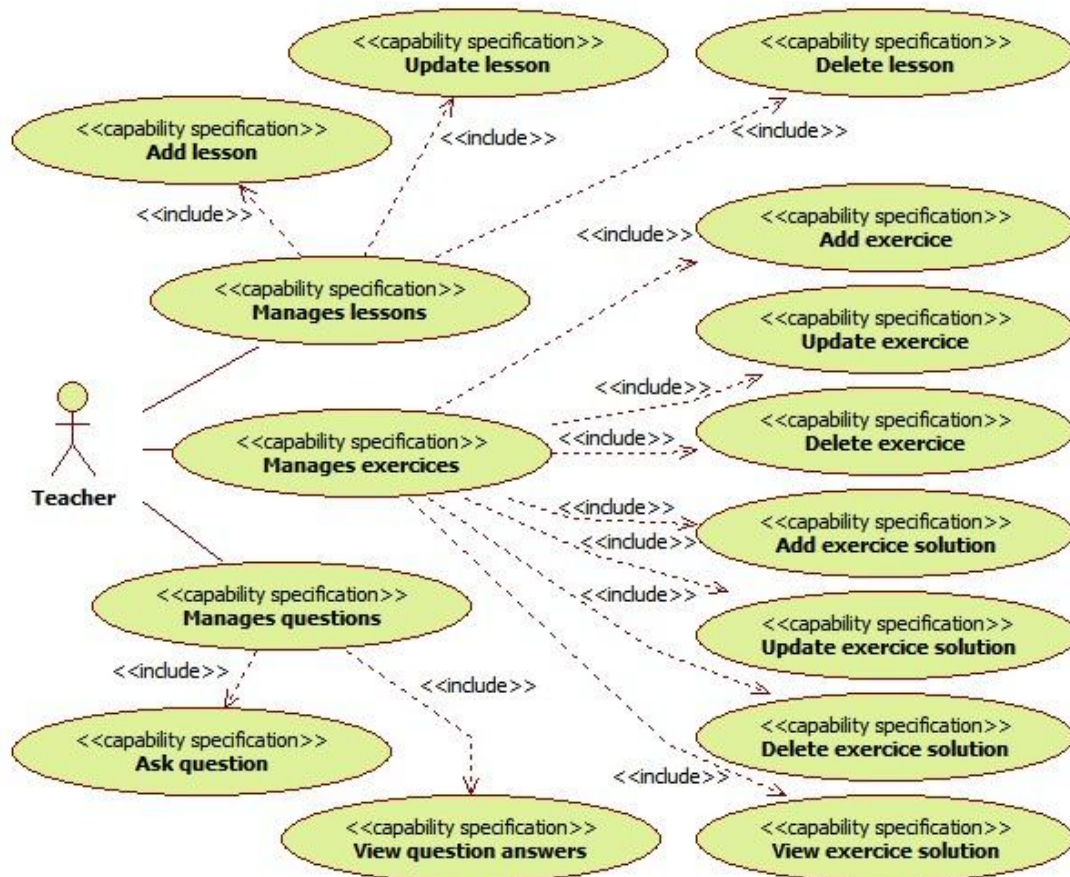 <<capability specification>>
Update lesson
<<capability specification>>
Delete lesson
<<capability specification>>
Add lesson
<<include>>
<<include>>
<<include>>
<<capability specification>>
Add exercice
<<include>>
<<capability specification>>
Manages lessons
<<capability specification>>
Update exercice
<<include>>
<<capability specification>>
Manages exercices
<<include>>
<<capability specification>>
Delete exercice
Teacher
<<include>>
<<capability specification>>
Add exercice solution
<<include>>
<<capability specification>>
Manages questions
<<include>>
<<capability specification>>
Update exercice solution
<<include>>
<<include>>
<<capability specification>>
Ask question
<<capability specification>>
Delete exercice solution
<<include>>
<<capability specification>>
View question answers
<<capability specification>>
View exercice solution